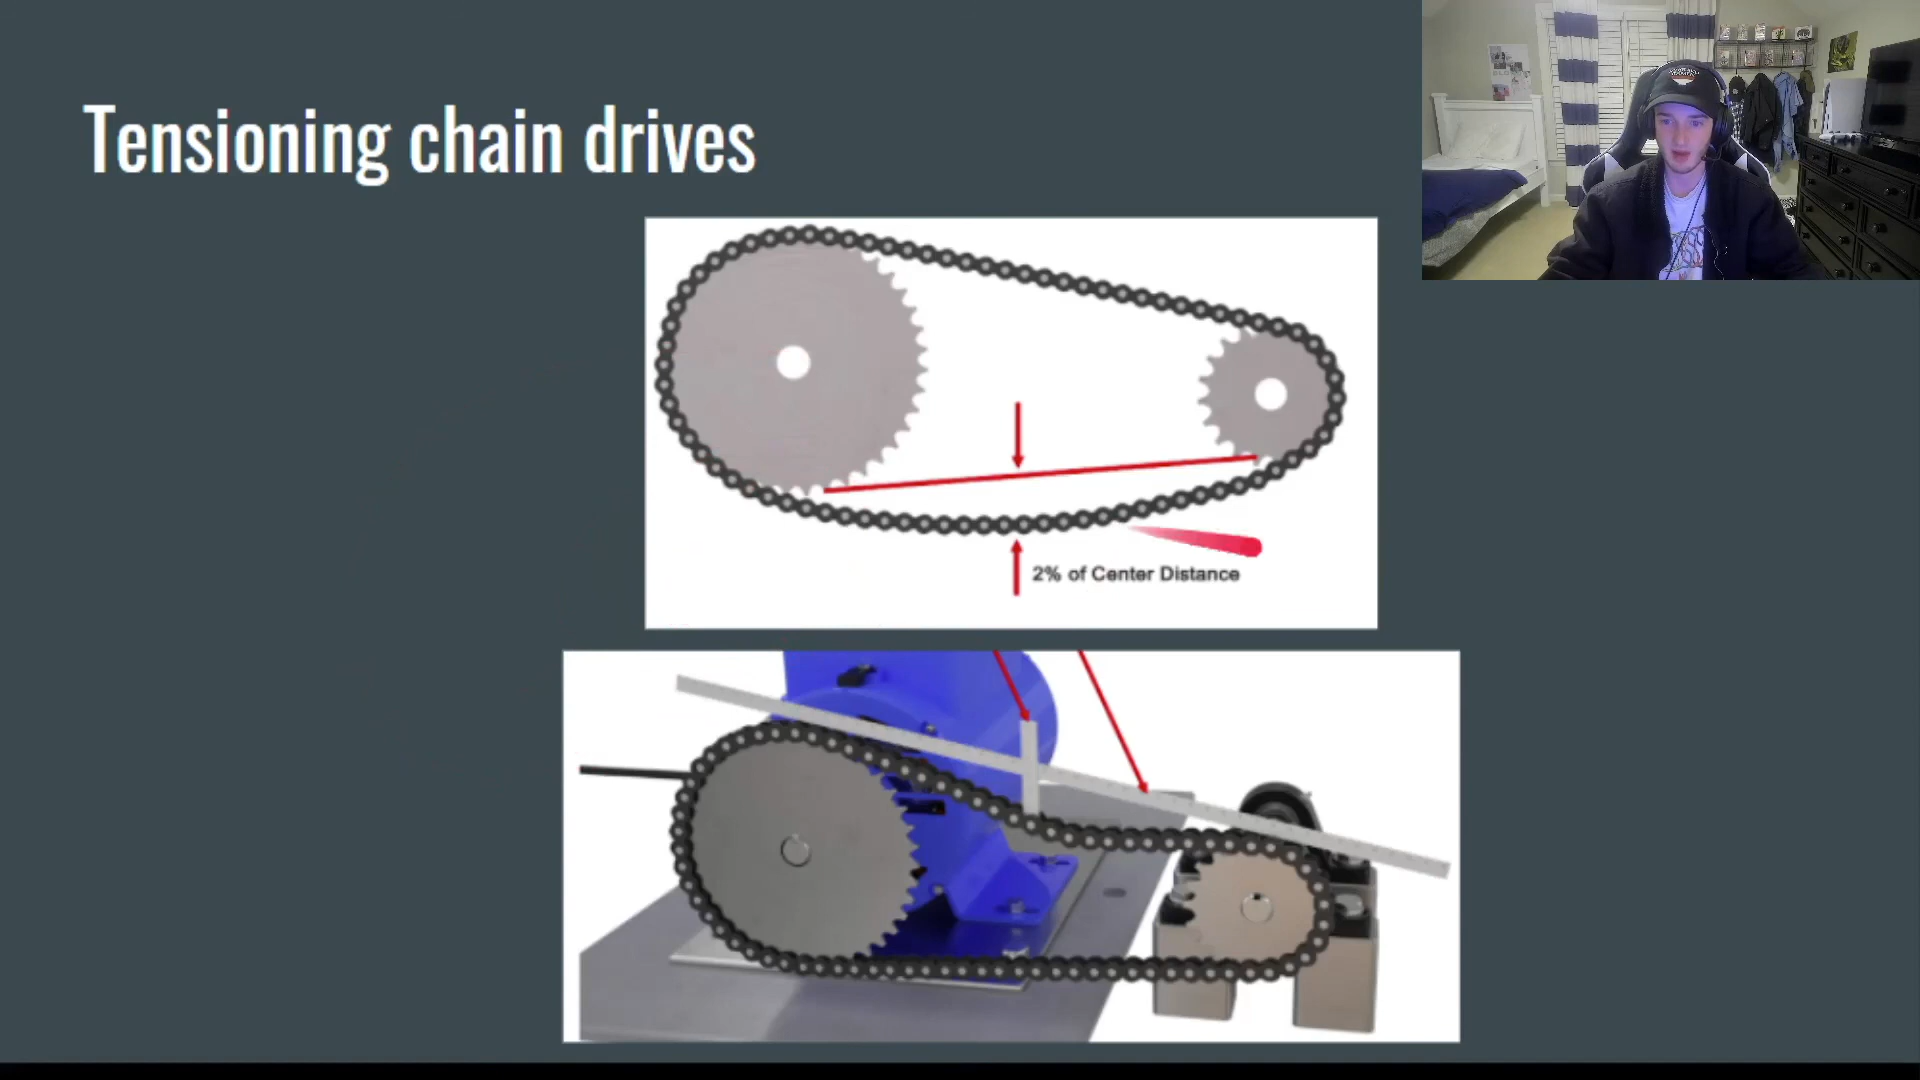 Tensioning chain drives
2% of Center Distance